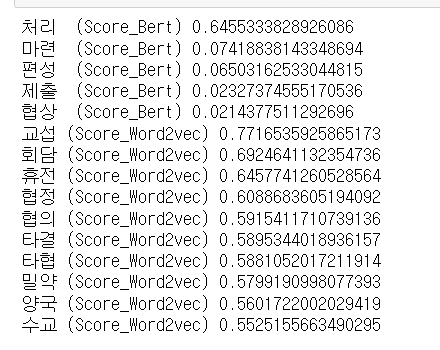 처리  (Score_Bert) 0.6455333828926086
마련  (Score_Bert) 0.07418838143348694
편성  (Score_Bert) 0.06503162533044815
제출  (Score_Bert) 0.02327374555170536
협상  (Score_Bert) 0.0214377511292696
교섭 (Score_Word2vec) 0.7716535925865173
회담 (Score_Word2vec) 0.6924641132354736
휴전 (Score_Word2vec) 0.6457741260528564
협정 (Score_Word2vec) 0.6088683605194092
협의 (Score_Word2vec) 0.5915411710739136
타결 (Score_Word2vec) 0.5895344018936157
타협 (Score_Word2vec) 0.5881052017211914
밀약 (Score_Word2vec) 0.5799190998077393
양국 (Score_Word2vec) 0.5601722002029419
수교 (Score_Word2vec) 0.5525155663490295